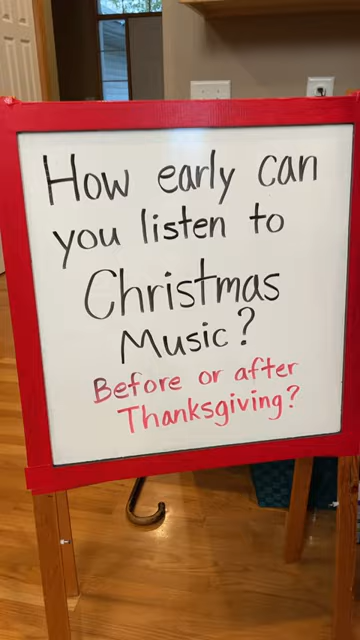 How early can
you listen to
Christmas
Music?
Before or after
Thanksgiving?